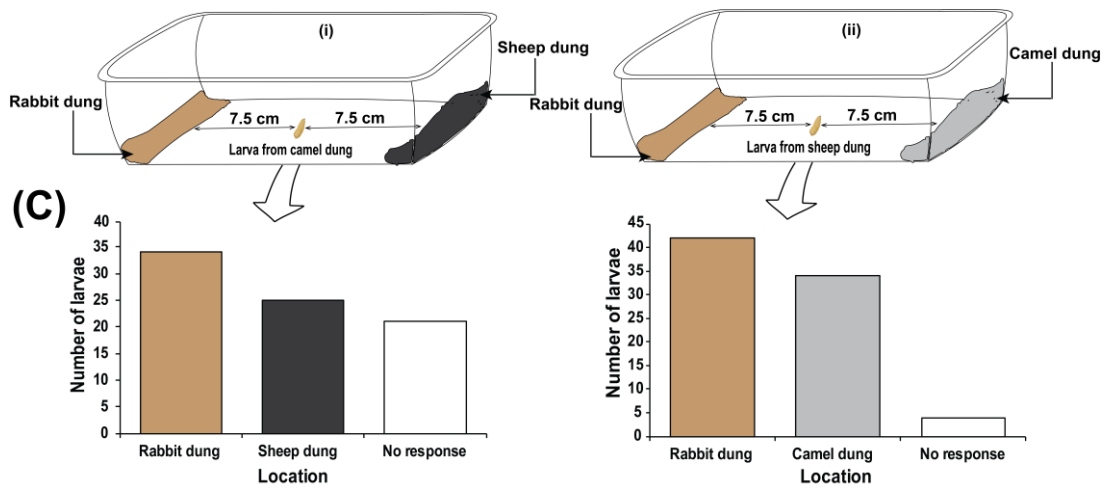 (i)
Sheep dung
Rabbit dung
7.5 cm
7.5 cm
Larva from camel dung
(ii)
Camel dung
Rabbit dung
7.5 cm
7.5 cm
Larva from sheep dung
(C)
Number of larvae
40
35
30
25
20
15
10
5
0
Rabbit dung
Sheep dung
No response
Location
Number of larvae
45
40
35
30
25
20
15
10
5
0
Rabbit dung
Camel dung
No response
Location